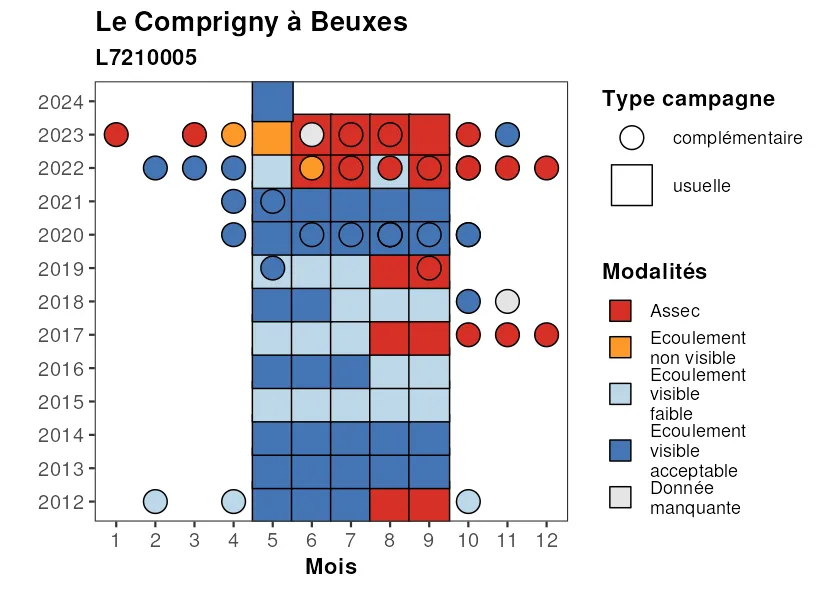 Le Comprigny à Beuxes
L7210005
2024
2023
2022
2021
2020
2019
2018
2017
2016
2015
2014
2013
2012
1 2 3 4 5 6 7 8 9 10 11 12
Mois
Type campagne
complémentaire
usuelle
Modalités
Assec
Ecoulement
non visible
Ecoulement
visible
faible
Ecoulement
visible
acceptable
Donnée
manquante